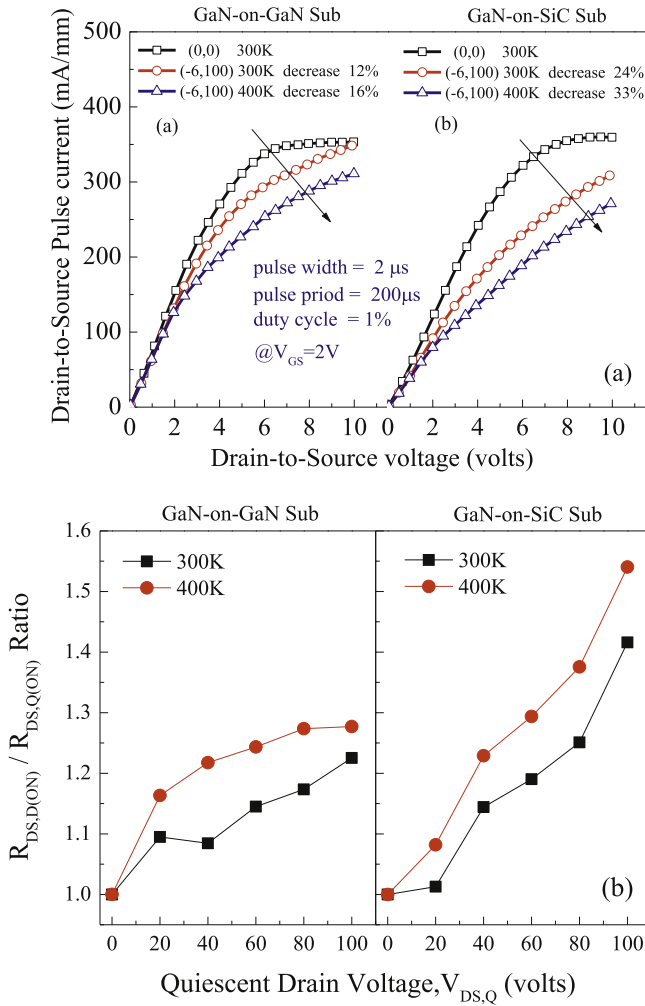 GaN-on-GaN Sub
GaN-on-SiC Sub
500
400
300
200
100
0
Drain-to-Source Pulse current (mA/mm)
(0,0) 300K
(-6,100) 300K decrease 12%
(-6,100) 400K decrease 16%
(a)
(0,0) 300K
(-6,100) 300K decrease 24%
(-6,100) 400K decrease 33%
(b)
pulse width = 2 μs
pulse priod = 200μs
duty cycle = 1%
@V_GS=2V
(a)
0 2 4 6 8 10 0 2 4 6 8 10
Drain-to-Source voltage (volts)
GaN-on-GaN Sub
GaN-on-SiC Sub
1.6
1.5
1.4
1.3
1.2
1.1
1.0
R_DS,D(ON) / R_DS,Q(ON) Ratio
300K
400K
300K
400K
(b)
0 20 40 60 80 100 0 20 40 60 80 100
Quiescent Drain Voltage,V_DS,Q (volts)